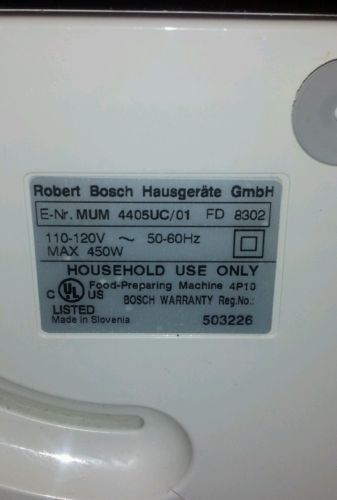 Robert Bosch Hausgeräte GmbH
E-Nr. MUM 4405UC/01 FD 8302
110-120V ~ 50-60Hz
MAX 450W
HOUSEHOLD USE ONLY
Food-Preparing Machine 4P10
C UL US BOSCH WARRANTY Reg.No.:
LISTED
Made in Slovenia 503226